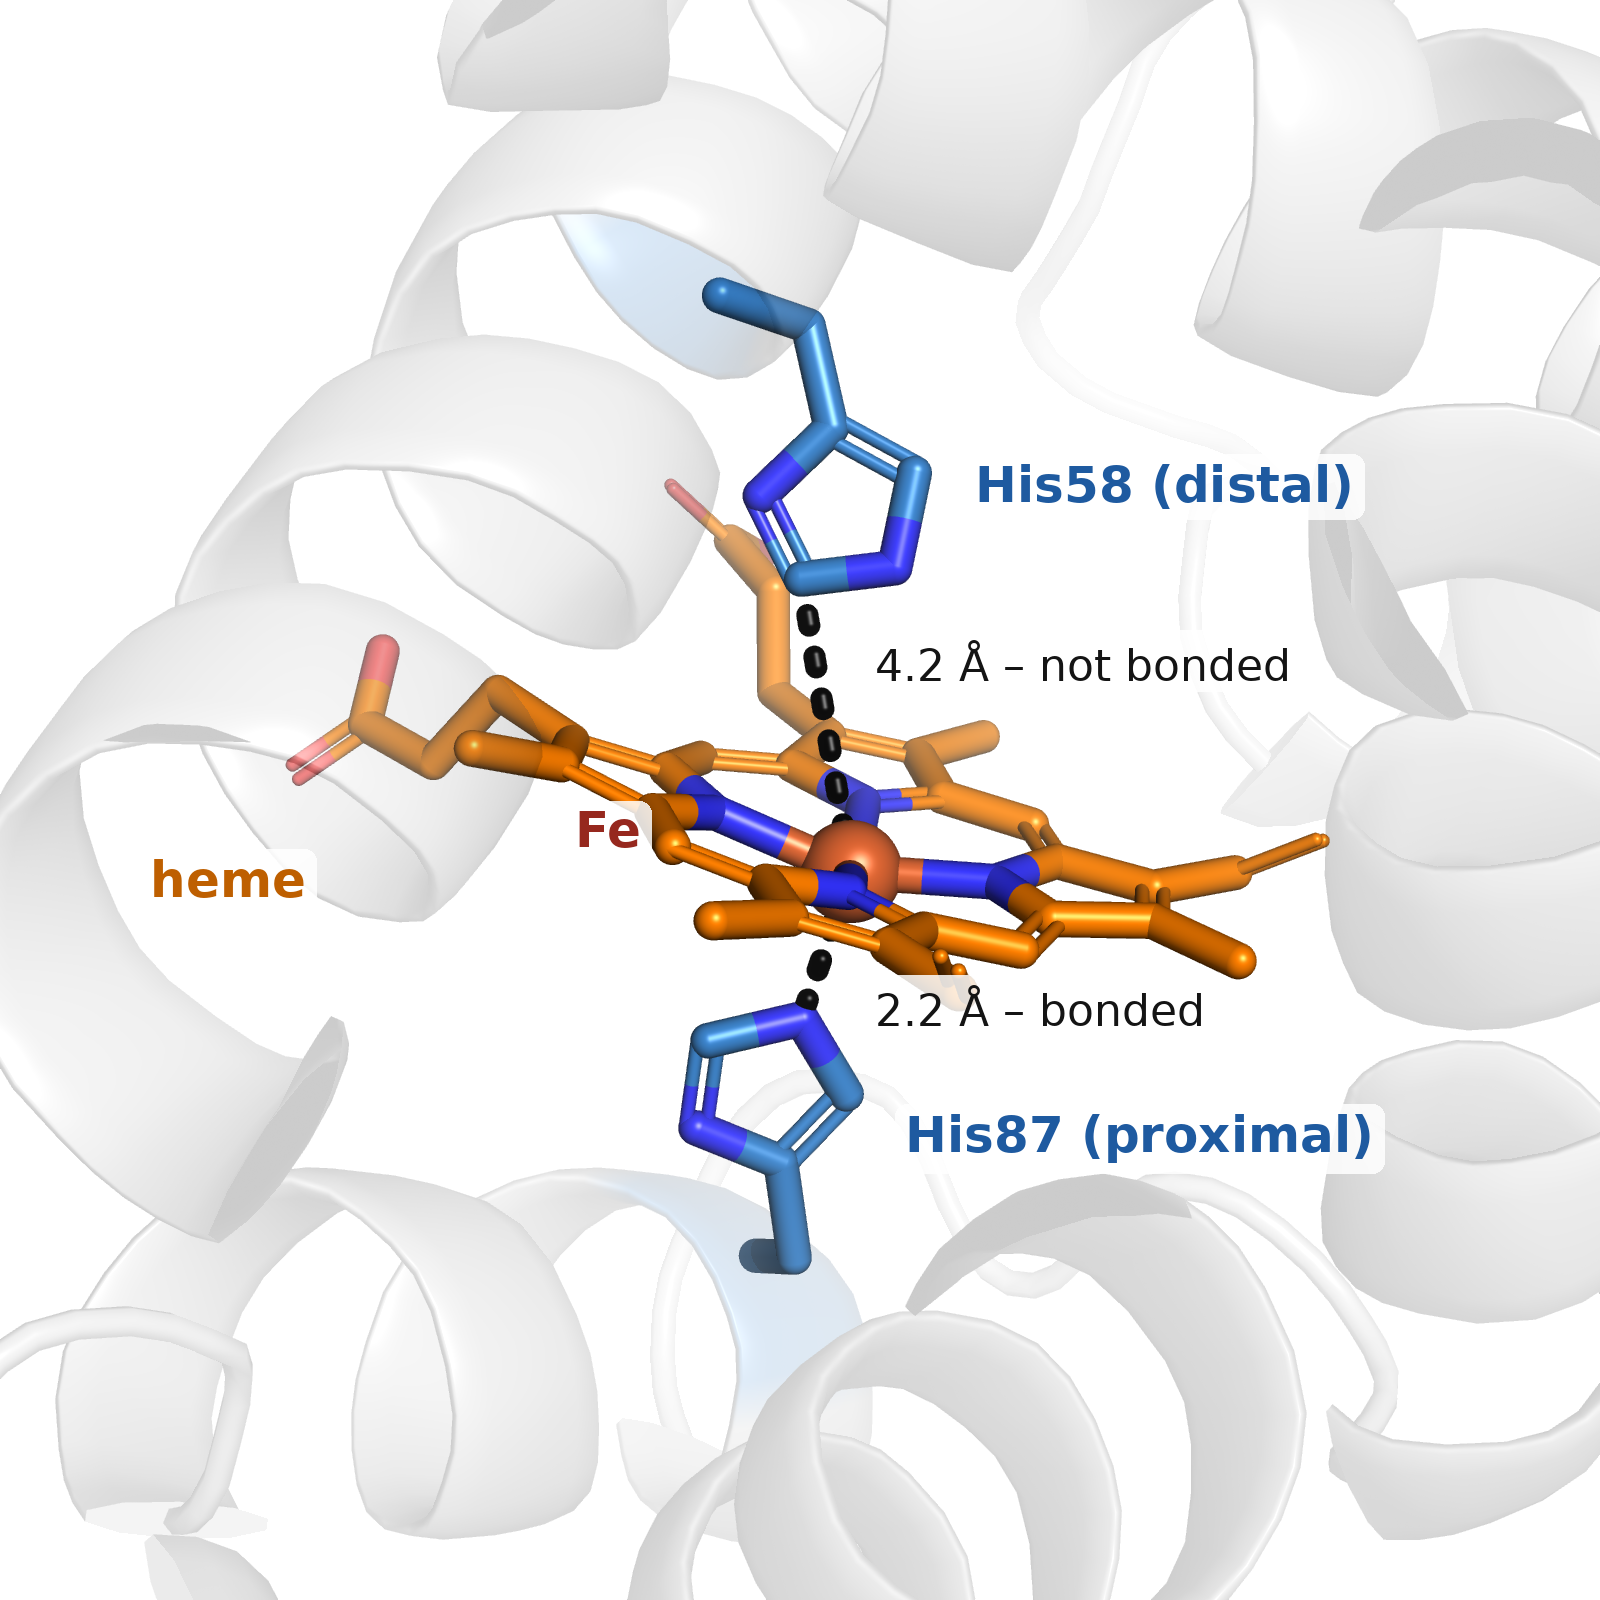 His58 (distal)
4.2 Å – not bonded
Fe
heme
2.2 Å – bonded
His87 (proximal)